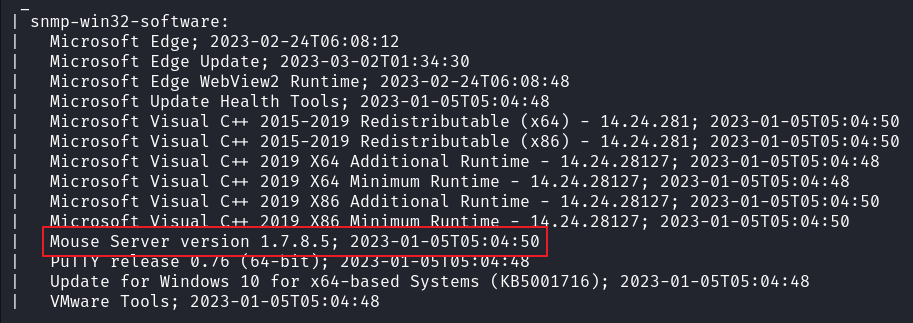 |_
| snmp-win32-software:
|   Microsoft Edge; 2023-02-24T06:08:12
|   Microsoft Edge Update; 2023-03-02T01:34:30
|   Microsoft Edge WebView2 Runtime; 2023-02-24T06:08:48
|   Microsoft Update Health Tools; 2023-01-05T05:04:48
|   Microsoft Visual C++ 2015-2019 Redistributable (x64) - 14.24.281; 2023-01-05T05:04:50
|   Microsoft Visual C++ 2015-2019 Redistributable (x86) - 14.24.281; 2023-01-05T05:04:50
|   Microsoft Visual C++ 2019 X64 Additional Runtime - 14.24.28127; 2023-01-05T05:04:48
|   Microsoft Visual C++ 2019 X64 Minimum Runtime - 14.24.28127; 2023-01-05T05:04:48
|   Microsoft Visual C++ 2019 X86 Additional Runtime - 14.24.28127; 2023-01-05T05:04:50
|   Microsoft Visual C++ 2019 X86 Minimum Runtime - 14.24.28127; 2023-01-05T05:04:50
|   Mouse Server version 1.7.8.5; 2023-01-05T05:04:50
|   PuTTY release 0.76 (64-bit); 2023-01-05T05:04:48
|   Update for Windows 10 for x64-based Systems (KB5001716)
|   VMware Tools; 2023-01-05T05:04:48